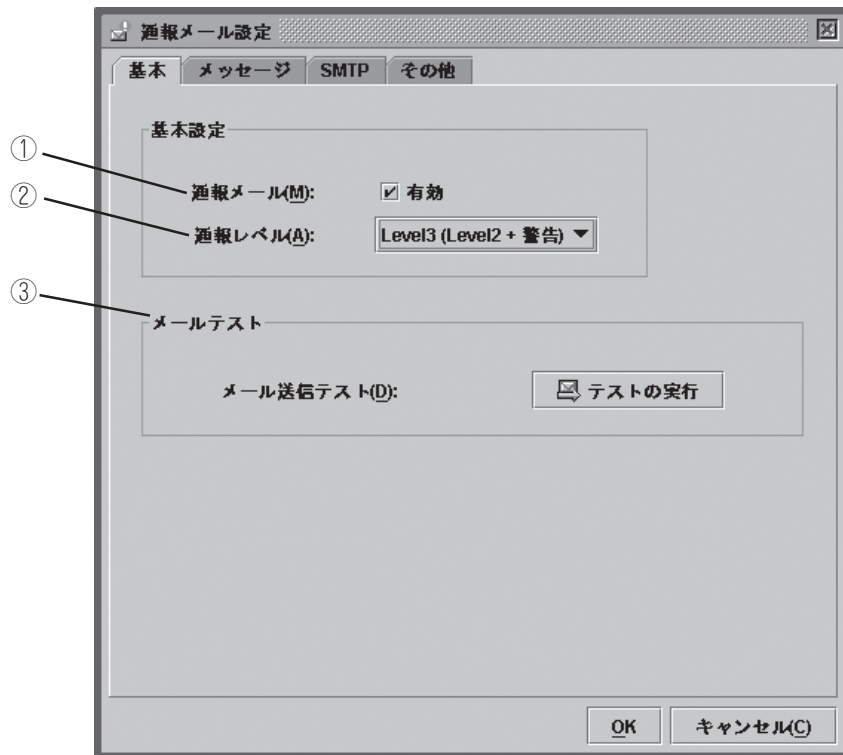 通報メール設定
基本 メッセージ SMTP その他
基本設定
① 通報メール(M): 有効
② 通報レベル(A): Level3 (Level2 + 警告)
③ メールテスト
メール送信テスト(D): テストの実行
OK キャンセル(C)